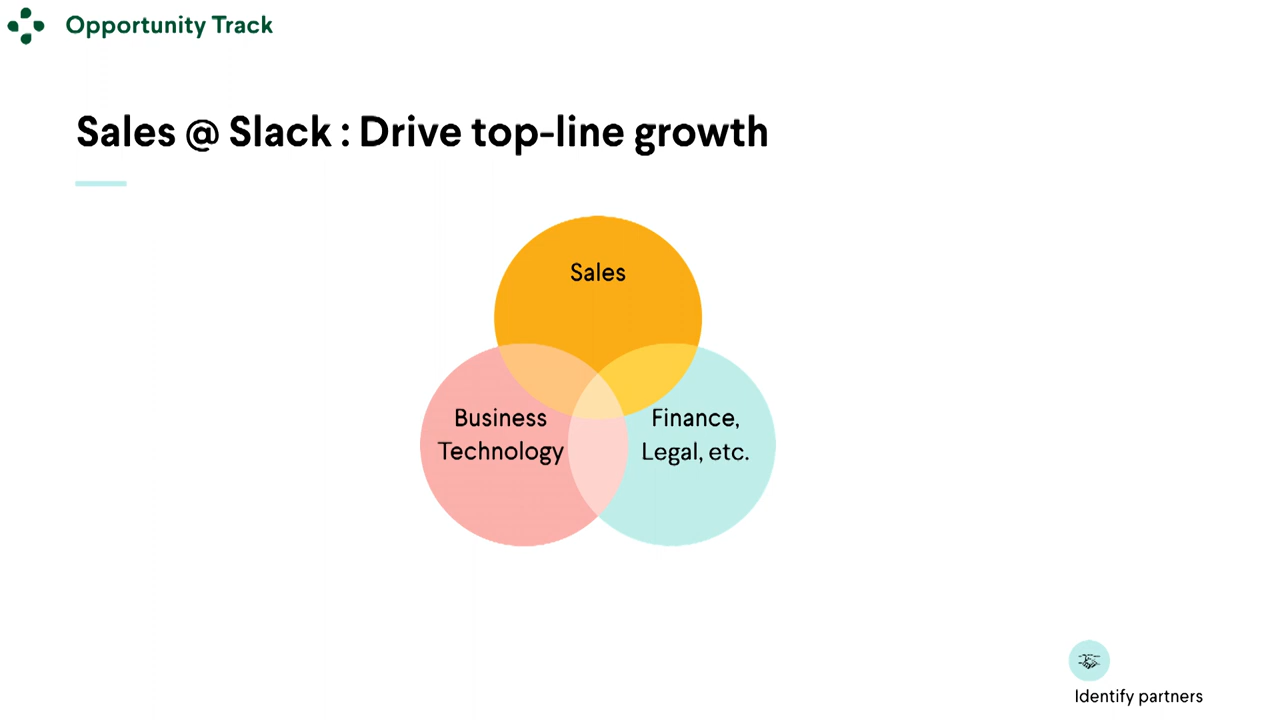 Opportunity Track
Sales @ Slack : Drive top-line growth
Sales
Business
Technology
Finance,
Legal, etc.
Identify partners